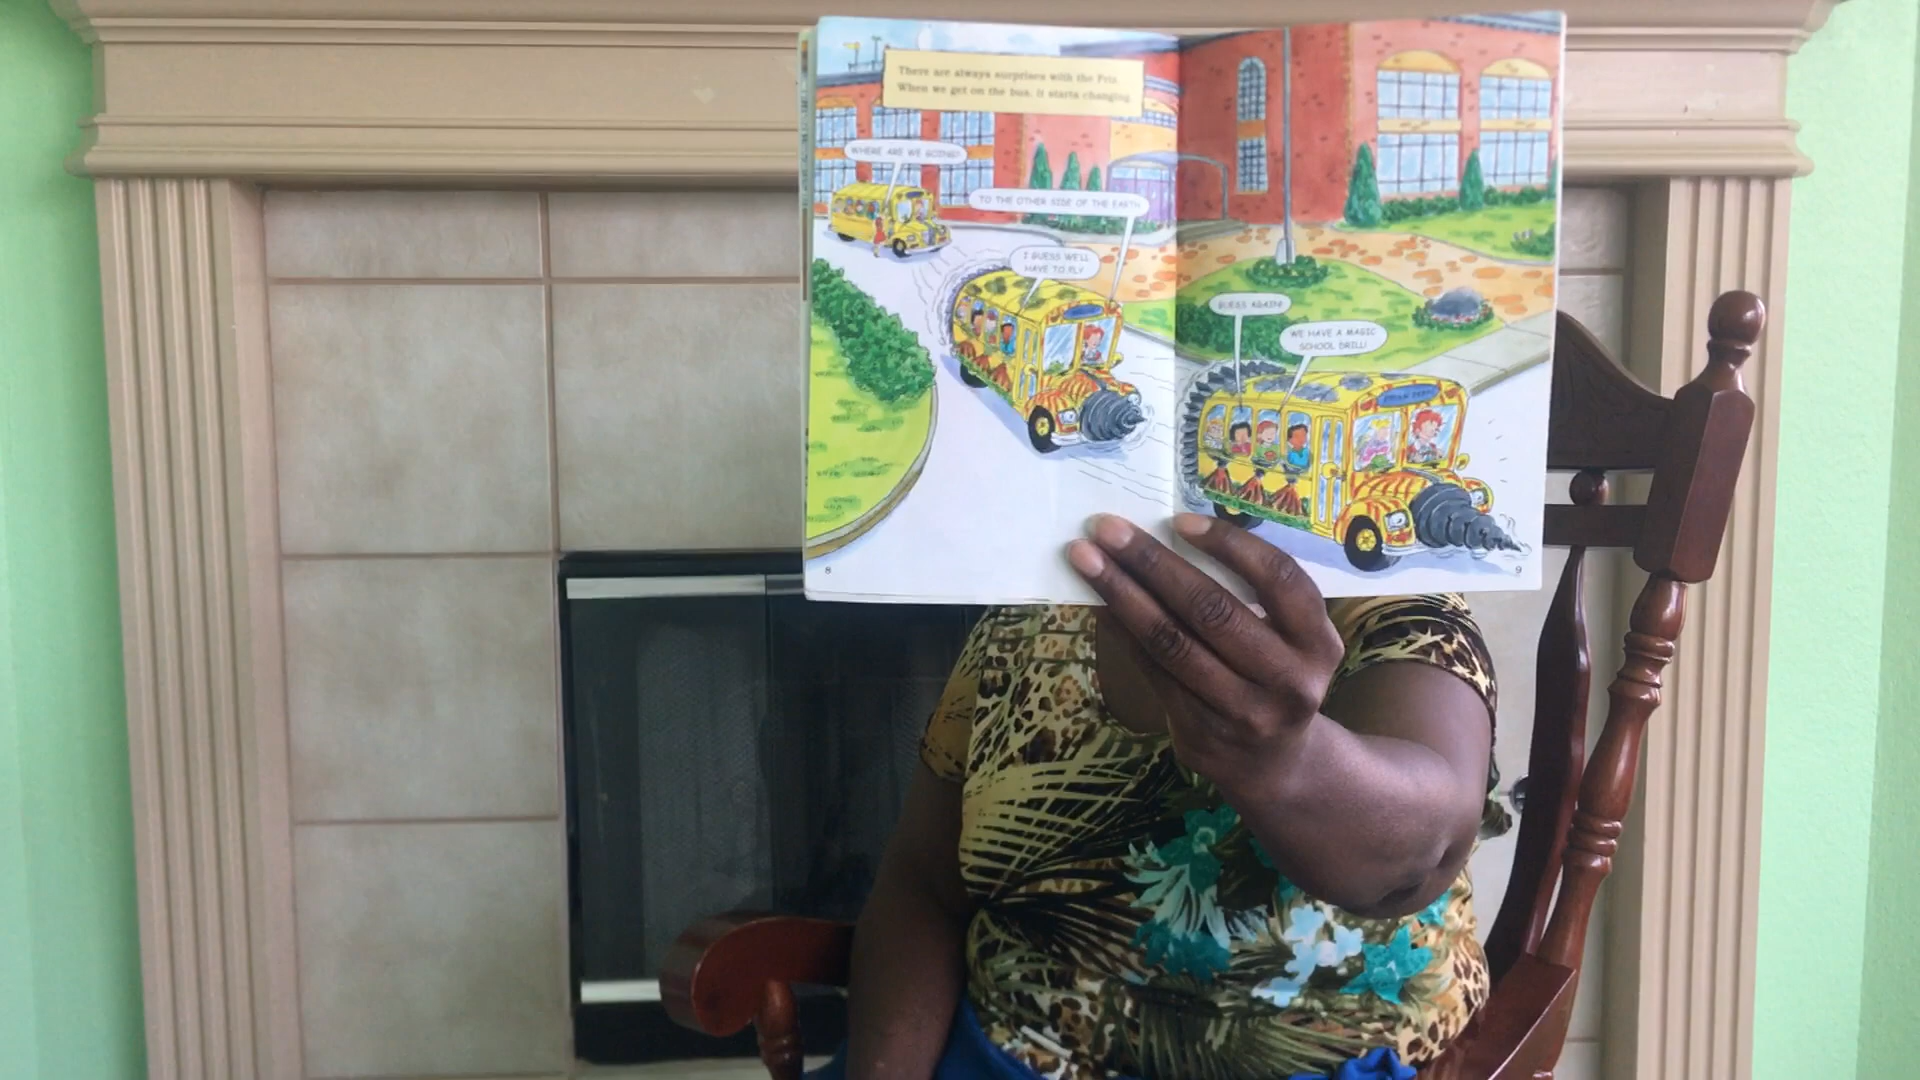 There are always surprises with the Friz.
When we get on the bus, it starts changing.
WHERE ARE WE GOING?
TO THE OTHER SIDE OF THE EARTH
I GUESS WE'LL
HAVE TO FLY
GUESS AGAIN!
WE HAVE A MAGIC
SCHOOL DRILL!
8
9